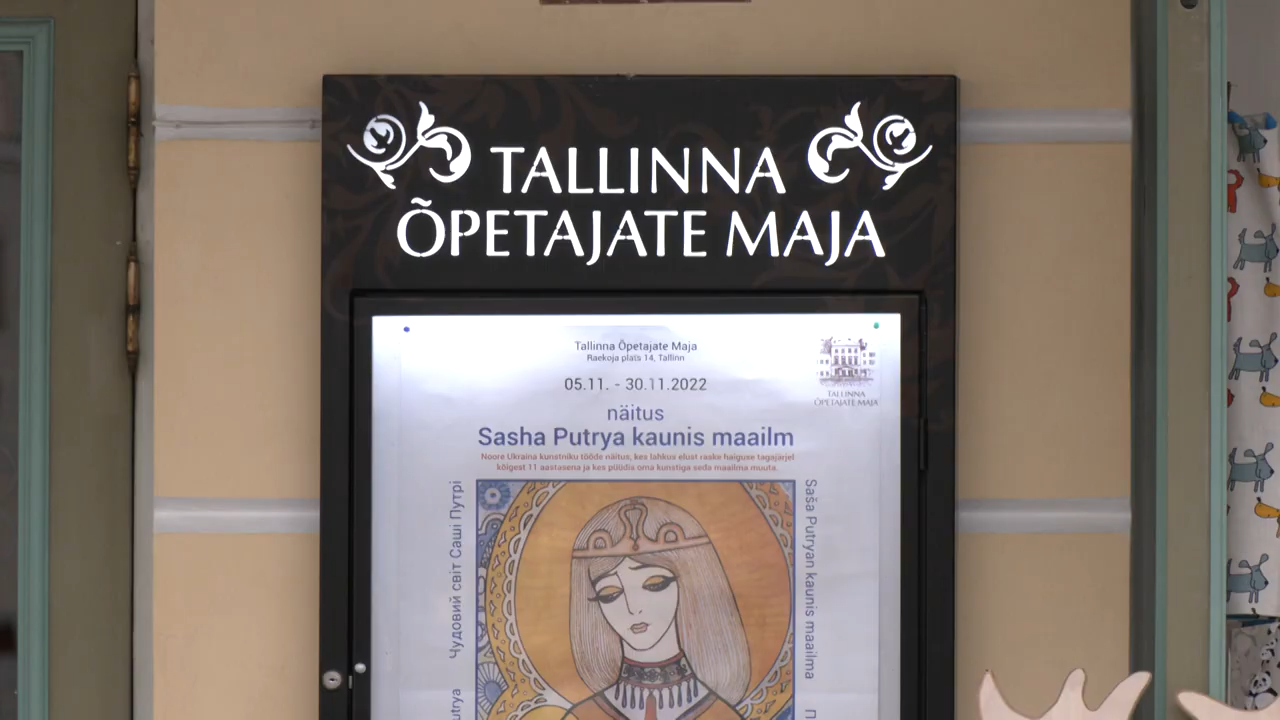 TALLINNA
ÕPETAJATE MAJA
Tallinna Õpetajate Maja
Raekoja plats 14, Tallinn
05.11. - 30.11.2022
TALLINNA
ÕPETAJATE MAJA
näitus
Sasha Putrya kaunis maailm
Noore Ukraina kunstniku tööde näitus, kes lahkus elust raske haiguse tagajärjel
kõigest 11 aastasena ja kes püüdis oma kunstiga seda maailma muuta.
Чудовий світ Саші Путрі
Saša Putryan kaunis maailma